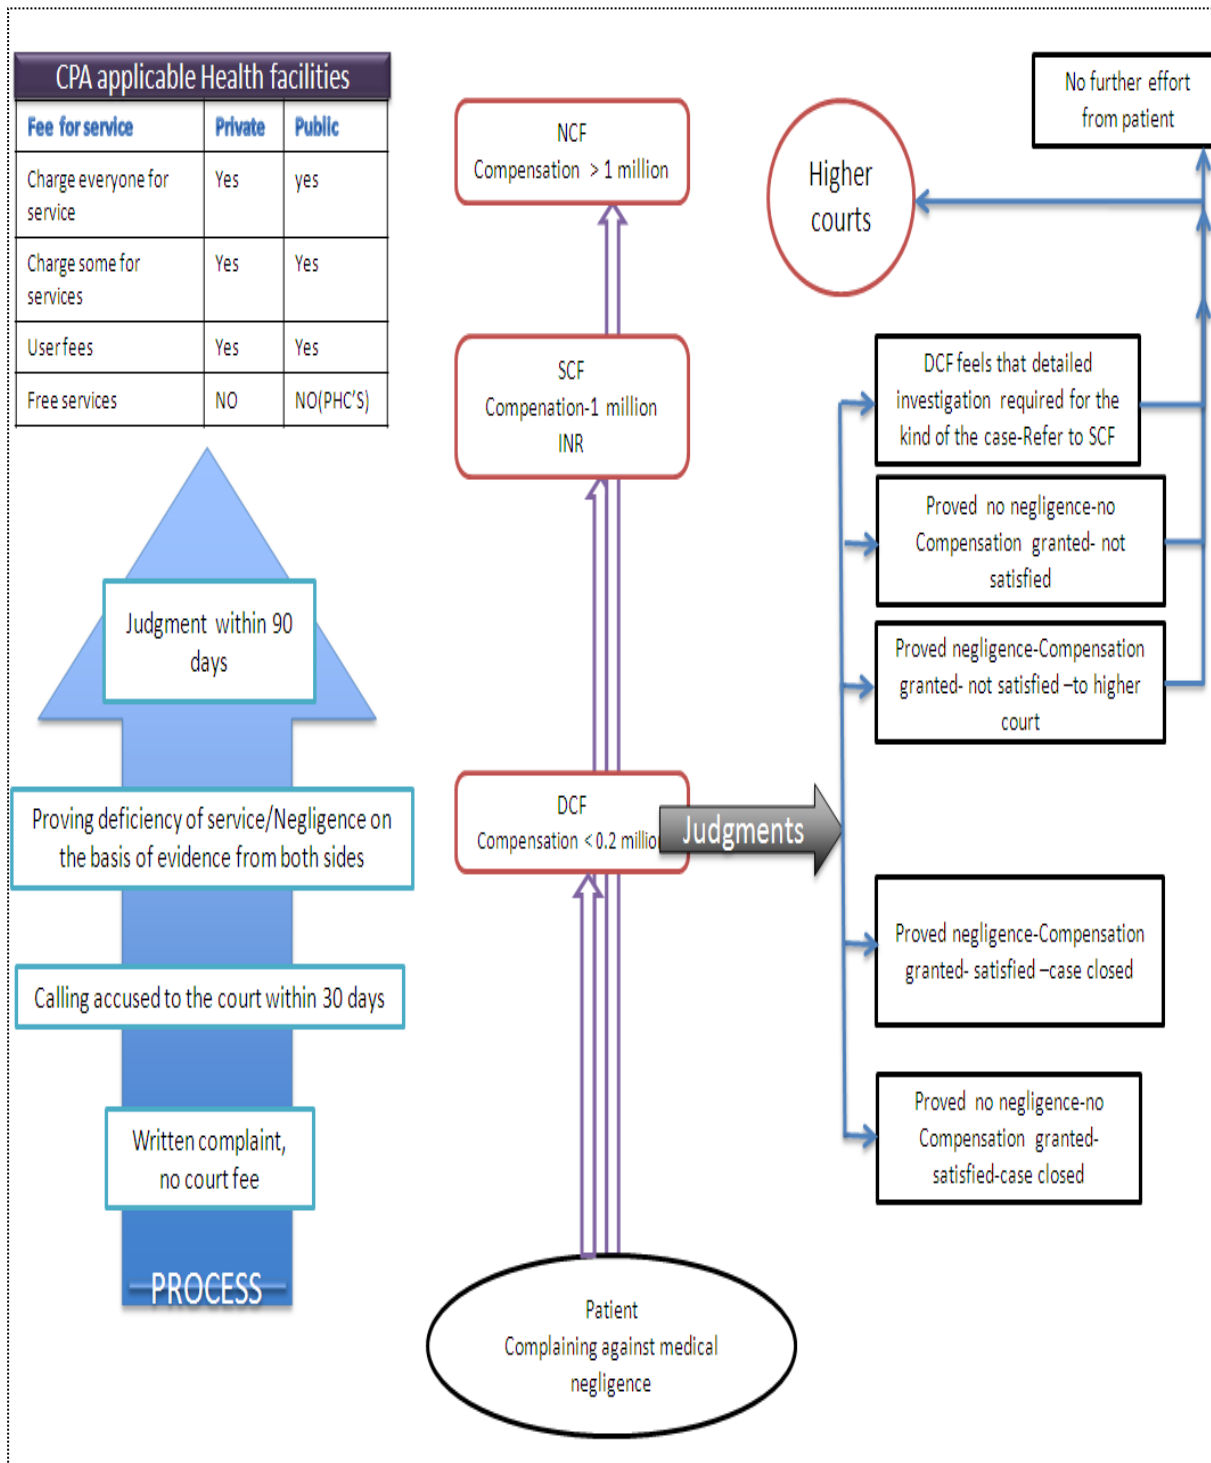 CPA applicable Health facilities
Fee for service Private Public
Charge everyone for Yes yes
service
Charge some for Yes Yes
services
User fees Yes Yes
Free services NO NO(PHC'S)
Judgment within 90
days
Proving deficiency of service/Negligence on
the basis of evidence from both sides
Calling accused to the court within 30 days
Written complaint,
no court fee
PROCESS
NCF
Compensation > 1 million
SCF
Compenation-1 million
INR
DCF
Compensation < 0.2 million
Judgments
Patient
Complaining against medical
negligence
Higher
courts
No further effort
from patient
DCF feels that detailed
investigation required for the
kind of the case-Refer to SCF
Proved no negligence-no
Compensation granted- not
satisfied
Proved negligence-Compensation
granted- not satisfied –to higher
court
Proved negligence-Compensation
granted- satisfied –case closed
Proved no negligence-no
Compensation granted-
satisfied-case closed